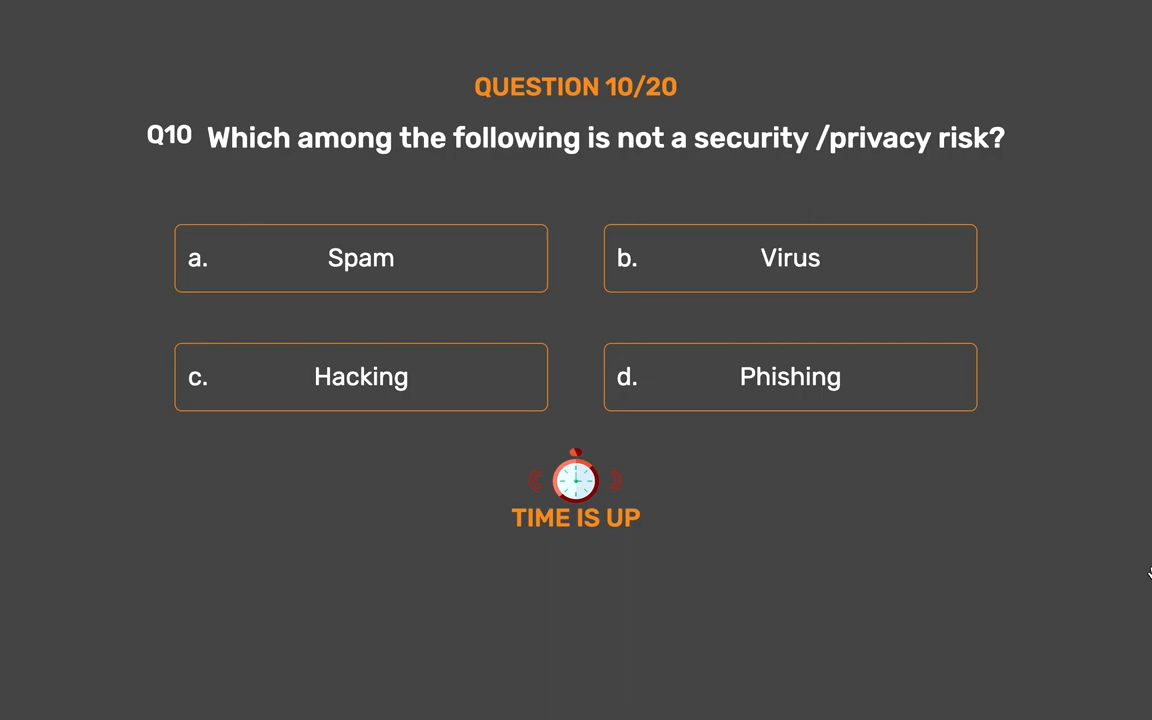 QUESTION 10/20
Q10 Which among the following is not a security /privacy risk?
a. Spam
b. Virus
c. Hacking
d. Phishing
TIME IS UP